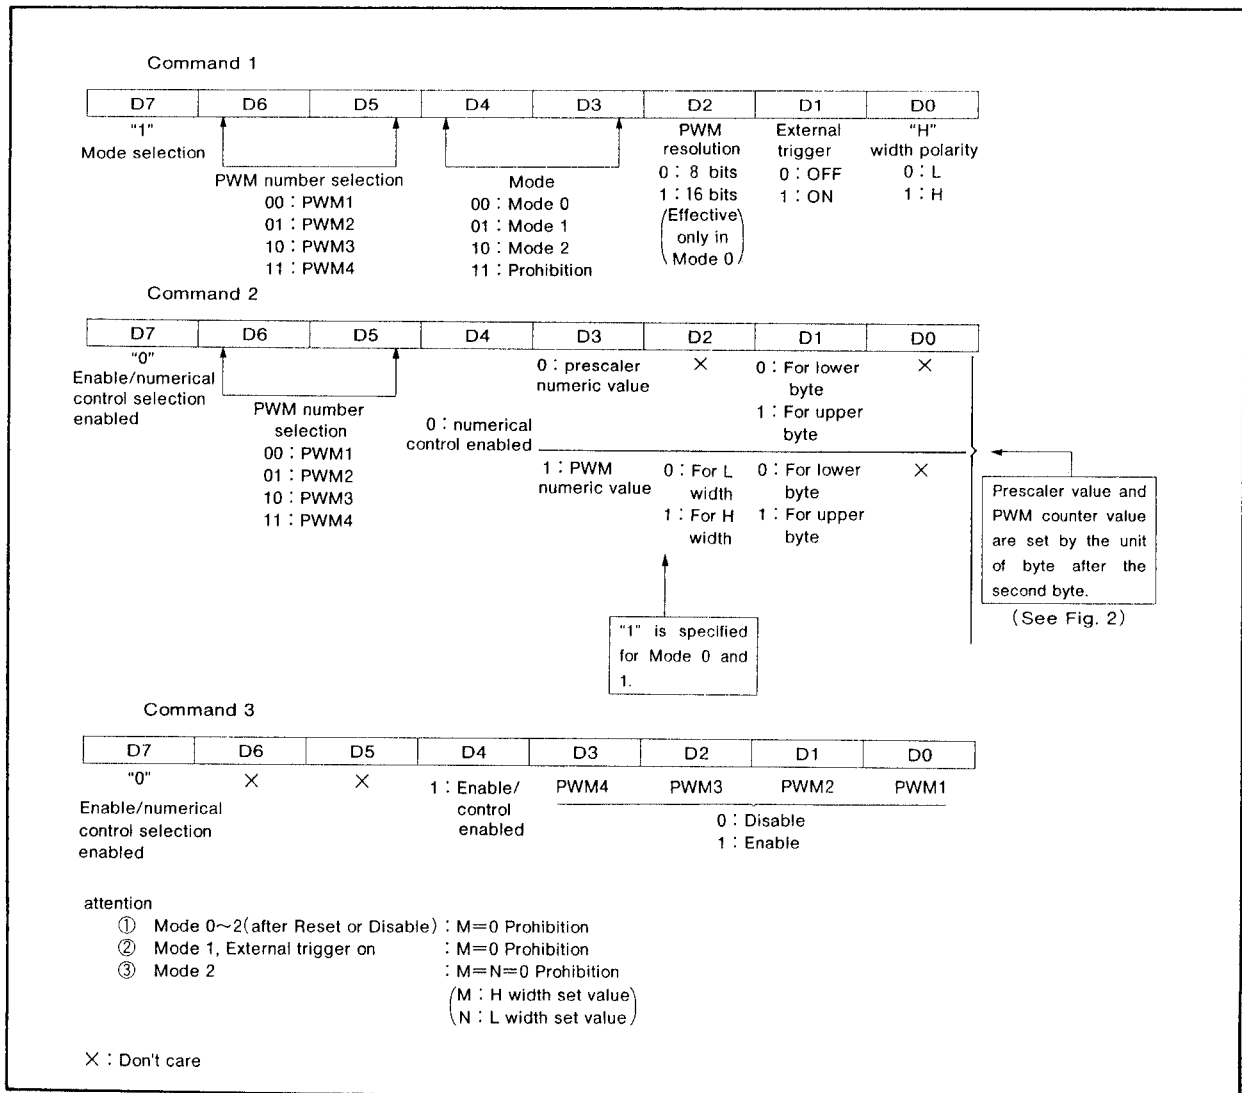 Command 1
D7 D6 D5 D4 D3 D2 D1 D0
"1"
Mode selection
PWM number selection
00 : PWM1
01 : PWM2
10 : PWM3
11 : PWM4
Mode
00 : Mode 0
01 : Mode 1
10 : Mode 2
11 : Prohibition
PWM
resolution
0 : 8 bits
1 : 16 bits
(Effective
only in
Mode 0)
External
trigger
0 : OFF
1 : ON
"H"
width polarity
0 : L
1 : H
Command 2
D7 D6 D5 D4 D3 D2 D1 D0
"0"
Enable/numerical
control selection
enabled
PWM number
selection
00 : PWM1
01 : PWM2
10 : PWM3
11 : PWM4
0 : numerical
control enabled
0 : prescaler
numeric value
×
0 : For lower
byte
1 : For upper
byte
×
1 : PWM
numeric value
0 : For L
width
1 : For H
width
0 : For lower
byte
1 : For upper
byte
×
Prescaler value and
PWM counter value
are set by the unit
of byte after the
second byte.
(See Fig. 2)
"1" is specified
for Mode 0 and
1.
Command 3
D7 D6 D5 D4 D3 D2 D1 D0
"0"
Enable/numerical
control selection
enabled
×
×
1 : Enable/
control
enabled
PWM4 PWM3 PWM2 PWM1
0 : Disable
1 : Enable
attention
① Mode 0~2(after Reset or Disable) : M=0 Prohibition
② Mode 1, External trigger on : M=0 Prohibition
③ Mode 2 : M=N=0 Prohibition
(M : H width set value
N : L width set value)
× : Don't care